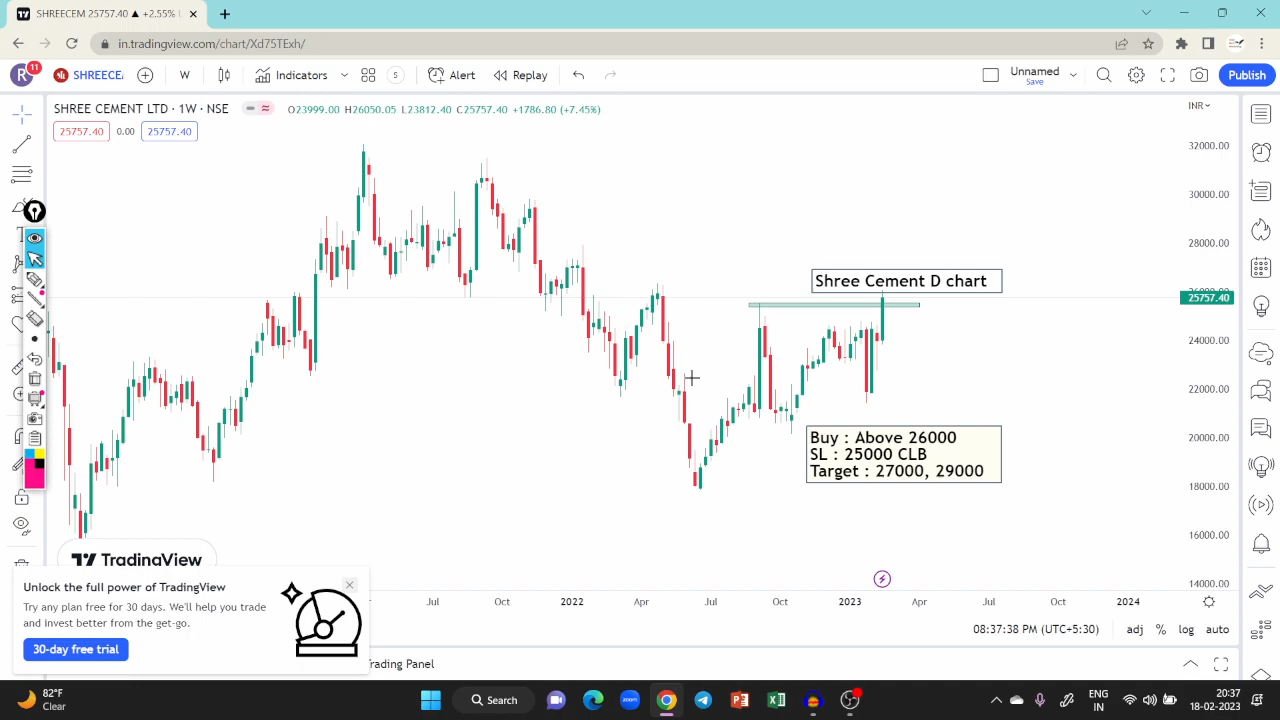 SHREECEM 25757.40 ▲ +2.55%
in.tradingview.com/chart/Xd75TExh/
R 11 SHREECE W Indicators S Alert Replay Unnamed Save Publish
SHREE CEMENT LTD · 1W · NSE O23999.00 H26050.05 L23812.40 C25757.40 +1786.80 (+7.45%) INR
25757.40 0.00 25757.40
32000.00
30000.00
28000.00
Shree Cement D chart
25757.40
24000.00
22000.00
Buy : Above 26000
SL : 25000 CLB
Target : 27000, 29000
20000.00
18000.00
16000.00
14000.00
TradingView
Unlock the full power of TradingView
Try any plan free for 30 days. We'll help you trade
and invest better from the get-go.
30-day free trial
Jul Oct 2022 Apr Jul Oct 2023 Apr Jul Oct 2024
08:37:38 PM (UTC+5:30) adj % log auto
rading Panel
82°F
Clear
Search
zoom
ENG
IN
20:37
18-02-2023